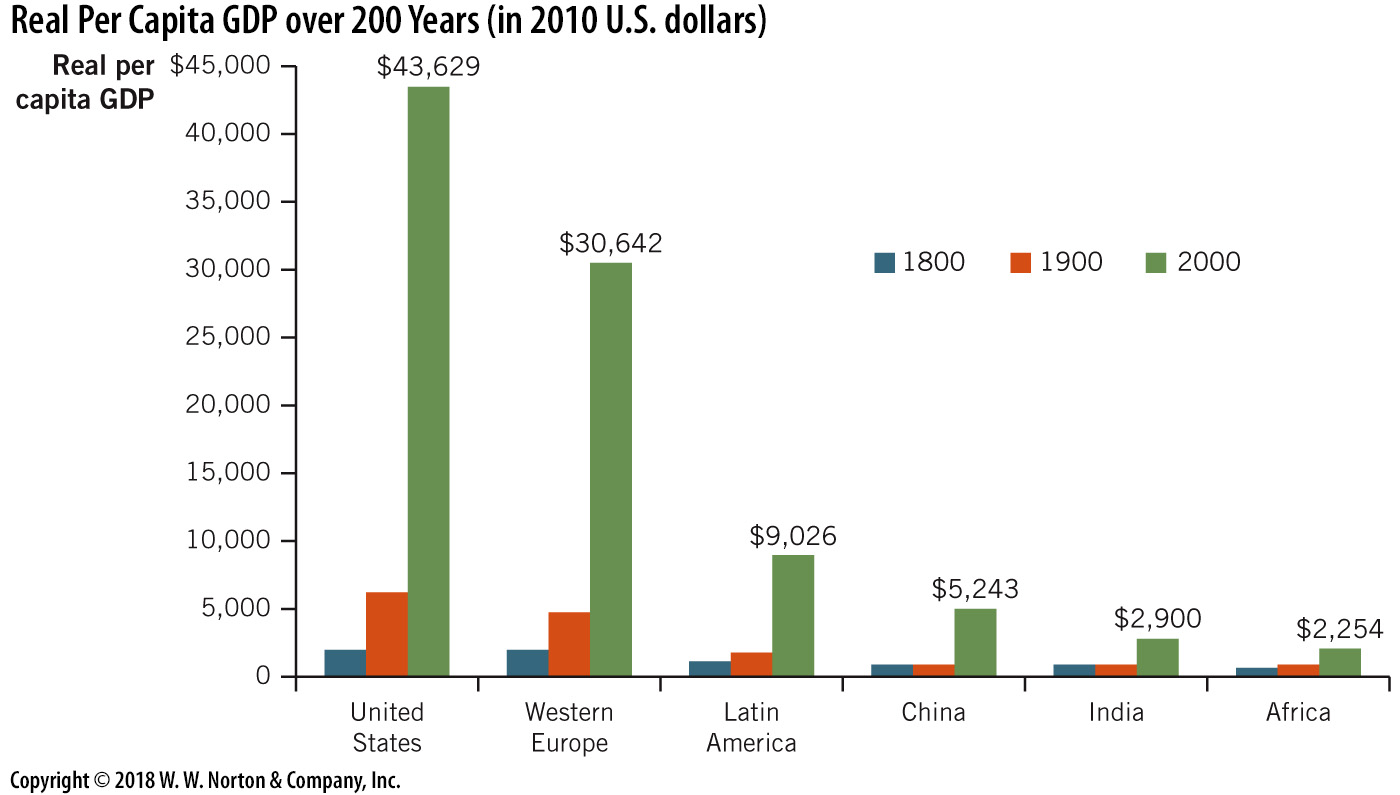 Real Per Capita GDP over 200 Years (in 2010 U.S. dollars)
Real per
capita GDP
$45,000
40,000
35,000
30,000
25,000
20,000
15,000
10,000
5,000
0
$43,629
$30,642
$9,026
$5,243
$2,900
$2,254
1800
1900
2000
United
States
Western
Europe
Latin
America
China
India
Africa
Copyright © 2018 W. W. Norton & Company, Inc.